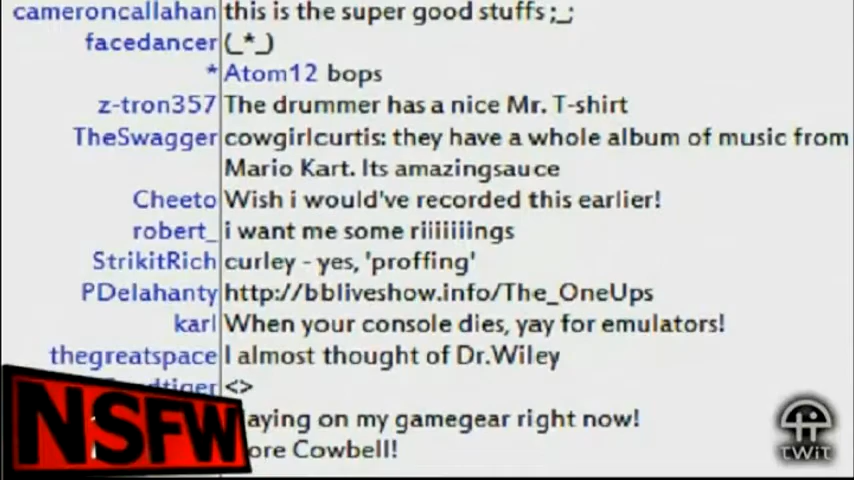 cameroncallahan this is the super good stuffs ;_;
facedancer (_*_)
* Atom12 bops
z-tron357 The drummer has a nice Mr. T-shirt
TheSwagger cowgirlcurtis: they have a whole album of music from
Mario Kart. Its amazingsauce
Cheeto Wish i would've recorded this earlier!
robert_ i want me some riiiiiiings
StrikitRich curley - yes, 'proffing'
PDelahanty http://bbliveshow.info/The_OneUps
karl When your console dies, yay for emulators!
thegreatspace I almost thought of Dr.Wiley
<>
on my gamegear right now!
Cowbell!
NSFW
TWiT